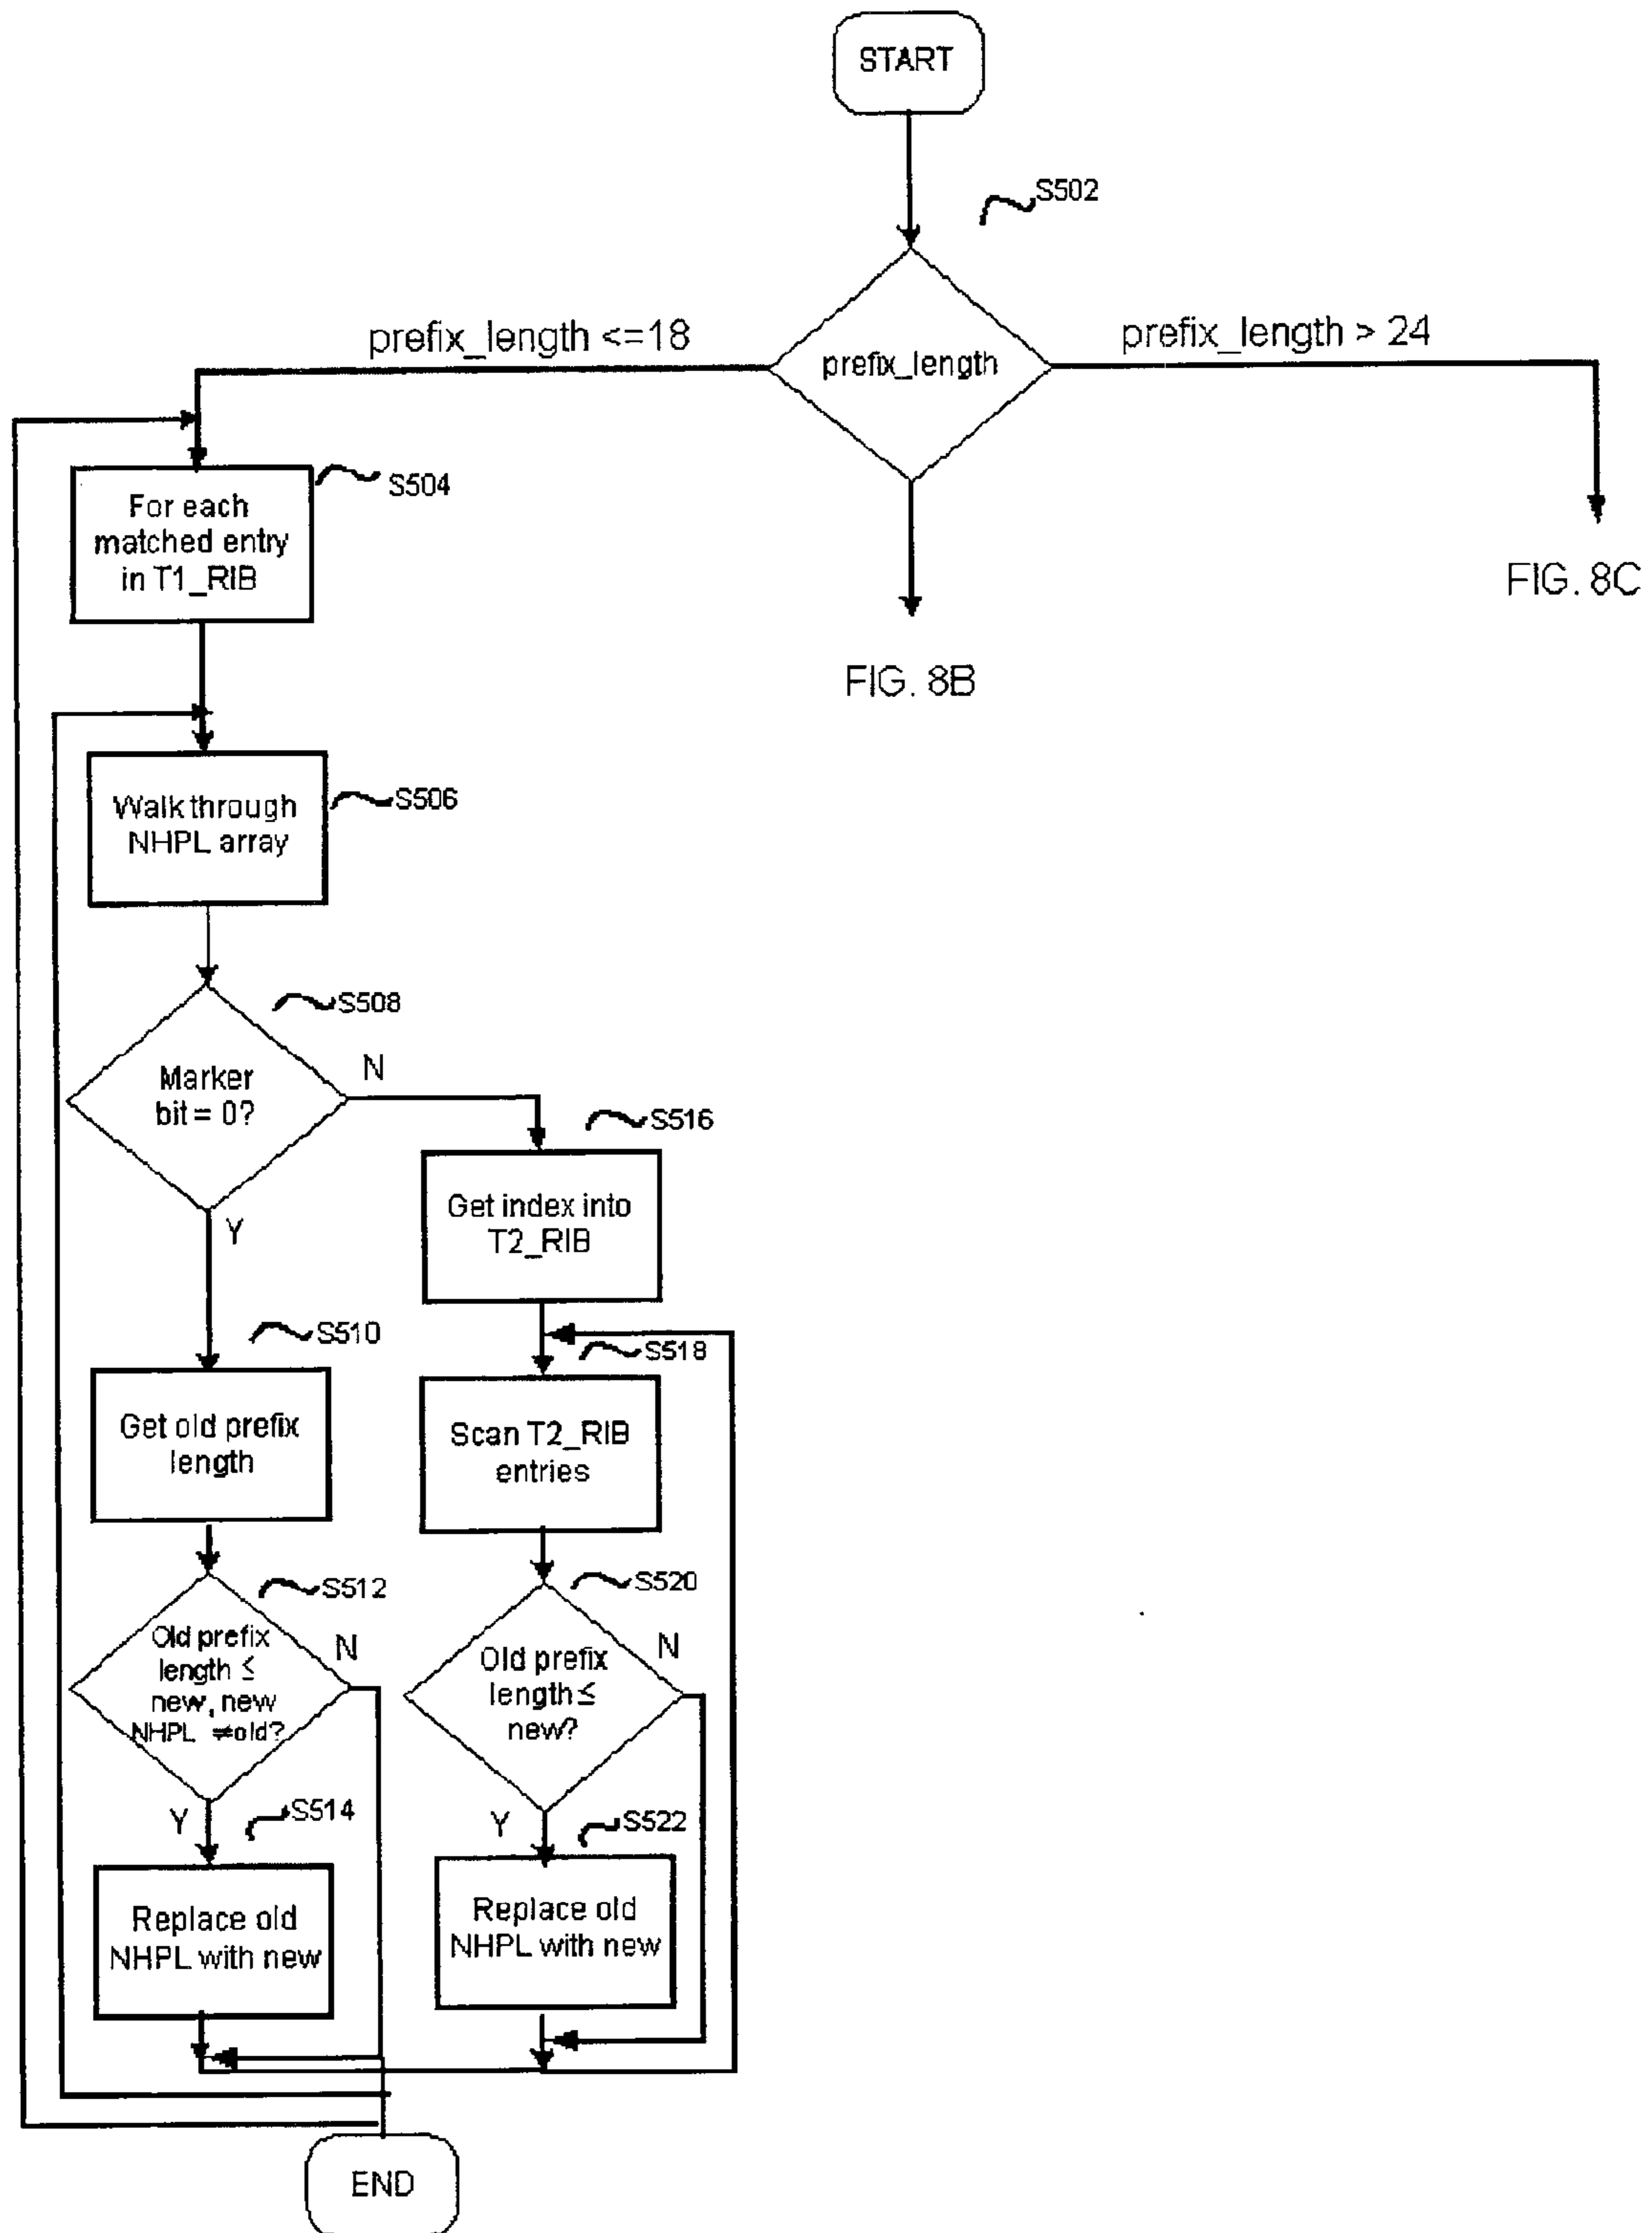 START
S502
prefix_length <=18
prefix_length
prefix_length > 24
For each
matched entry
in T1_RIB
S504
FIG. 8C
FIG. 8B
Walk through
NHPL array
S506
S508
Marker
bit = 0?
N
Y
S516
Get index into
T2_RIB
S510
S518
Get old prefix
length
Scan T2_RIB
entries
S512
S520
Old prefix
length ≤
new, new
NHPL ≠old?
N
Old prefix
length ≤
new?
N
Y
S514
Y
S522
Replace old
NHPL with new
Replace old
NHPL with new
END